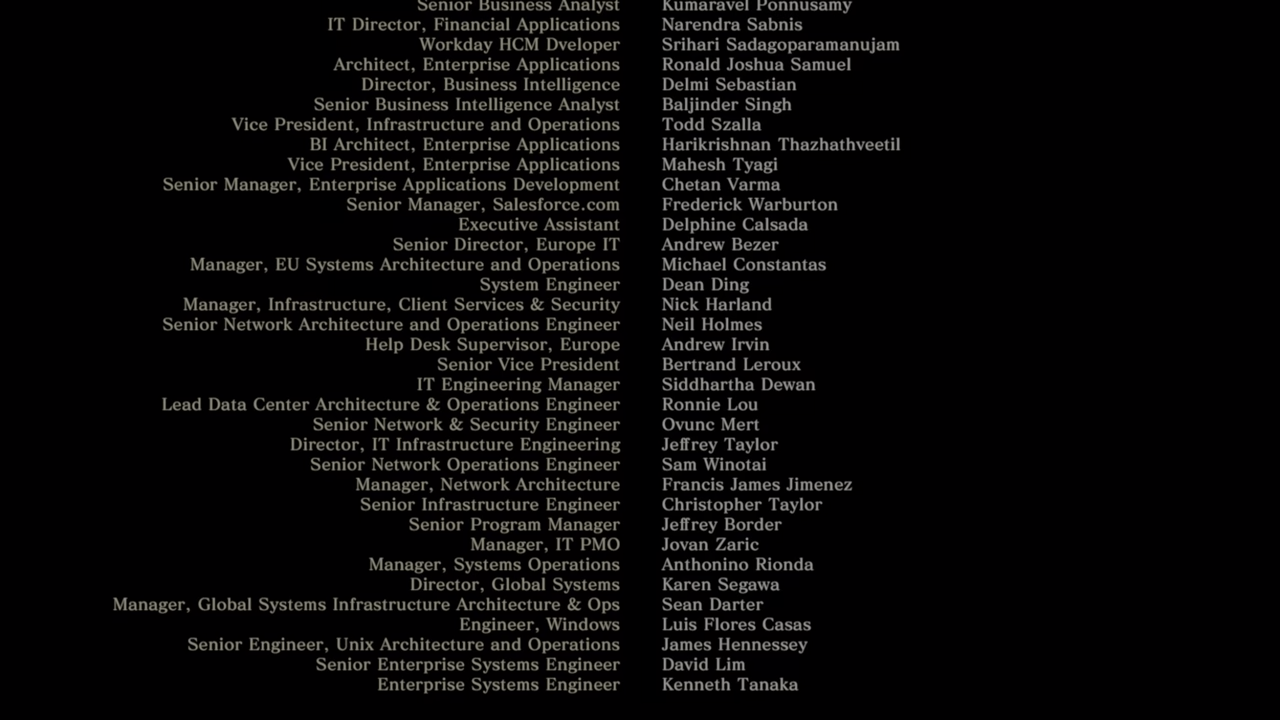 Senior Business Analyst Kumaravel Ponnusamy
IT Director, Financial Applications Narendra Sabnis
Workday HCM Dveloper Srihari Sadagoparamanujam
Architect, Enterprise Applications Ronald Joshua Samuel
Director, Business Intelligence Delmi Sebastian
Senior Business Intelligence Analyst Baljinder Singh
Vice President, Infrastructure and Operations Todd Szalla
BI Architect, Enterprise Applications Harikrishnan Thazhathveetil
Vice President, Enterprise Applications Mahesh Tyagi
Senior Manager, Enterprise Applications Development Chetan Varma
Senior Manager, Salesforce.com Frederick Warburton
Executive Assistant Delphine Calsada
Senior Director, Europe IT Andrew Bezer
Manager, EU Systems Architecture and Operations Michael Constantas
System Engineer Dean Ding
Manager, Infrastructure, Client Services & Security Nick Harland
Senior Network Architecture and Operations Engineer Neil Holmes
Help Desk Supervisor, Europe Andrew Irvin
Senior Vice President Bertrand Leroux
IT Engineering Manager Siddhartha Dewan
Lead Data Center Architecture & Operations Engineer Ronnie Lou
Senior Network & Security Engineer Ovunc Mert
Director, IT Infrastructure Engineering Jeffrey Taylor
Senior Network Operations Engineer Sam Winotai
Manager, Network Architecture Francis James Jimenez
Senior Infrastructure Engineer Christopher Taylor
Senior Program Manager Jeffrey Border
Manager, IT PMO Jovan Zaric
Manager, Systems Operations Anthonino Rionda
Director, Global Systems Karen Segawa
Manager, Global Systems Infrastructure Architecture & Ops Sean Darter
Engineer, Windows Luis Flores Casas
Senior Engineer, Unix Architecture and Operations James Hennessey
Senior Enterprise Systems Engineer David Lim
Enterprise Systems Engineer Kenneth Tanaka